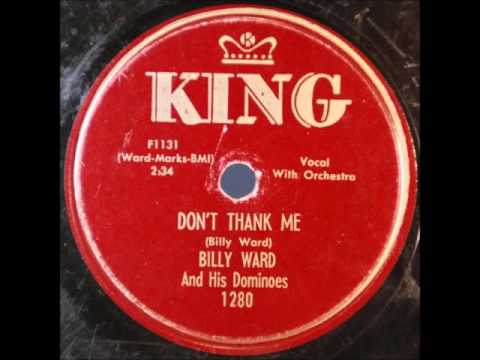 K
KING
F1131
(Ward-Marks-BMI)
2:34
Vocal
With Orchestra
DON'T THANK ME
(Billy Ward)
BILLY WARD
And His Dominoes
1280